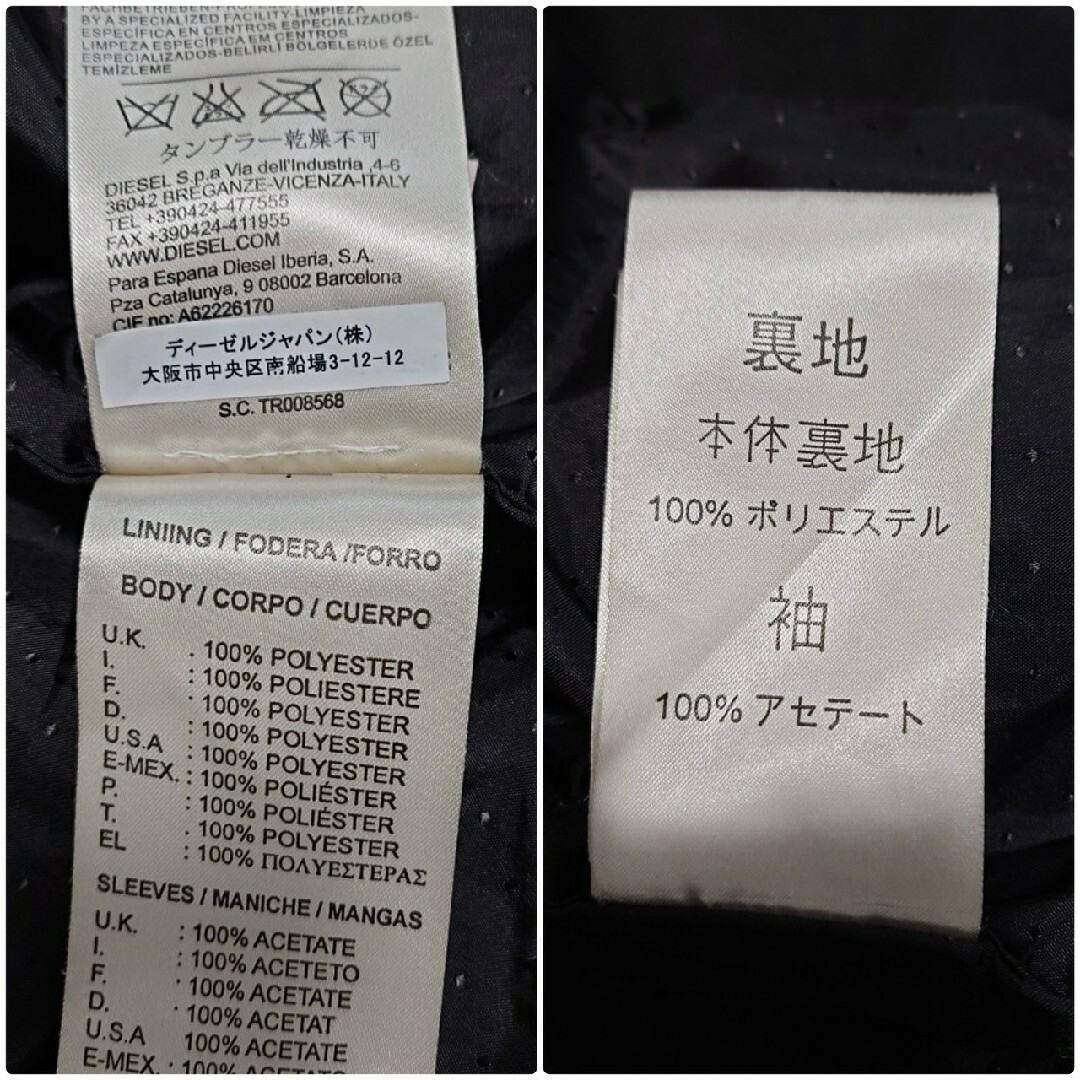 BY A SPECIALIZED FACILITY-LIMPIEZA
ESPECÍFICA EN CENTROS ESPECIALIZADOS-
LIMPEZA ESPECÍFICA EM CENTROS
ESPECIALIZADOS-BELIRLI BÖLGELERDE ÖZEL
TEMİZLEME
タンブラー乾燥不可
DIESEL S.p.a Via dell'Industria ,4-6
36042 BREGANZE-VICENZA-ITALY
TEL +390424-477555
FAX +390424-411955
WWW.DIESEL.COM
Para Espana Diesel Iberia, S.A.
Pza Catalunya, 9 08002 Barcelona
CIF no: A62226170
ディーゼルジャパン(株)
大阪市中央区南船場3-12-12
S.C. TR008568
LINIING / FODERA /FORRO
BODY / CORPO / CUERPO
U.K. : 100% POLYESTER
I. : 100% POLIESTERE
F. : 100% POLYESTER
D. : 100% POLYESTER
U.S.A : 100% POLYESTER
E-MEX. : 100% POLIÉSTER
P. : 100% POLIÉSTER
T. : 100% POLYESTER
EL : 100% ΠΟΛΥΕΣΤΕΡΑΣ
SLEEVES / MANICHE / MANGAS
U.K. : 100% ACETATE
I. : 100% ACETETO
F. : 100% ACETATE
D. : 100% ACETAT
U.S.A : 100% ACETATE
E-MEX. : 100% ACETATO
裏地
本体裏地
100% ポリエステル
袖
100% アセテート